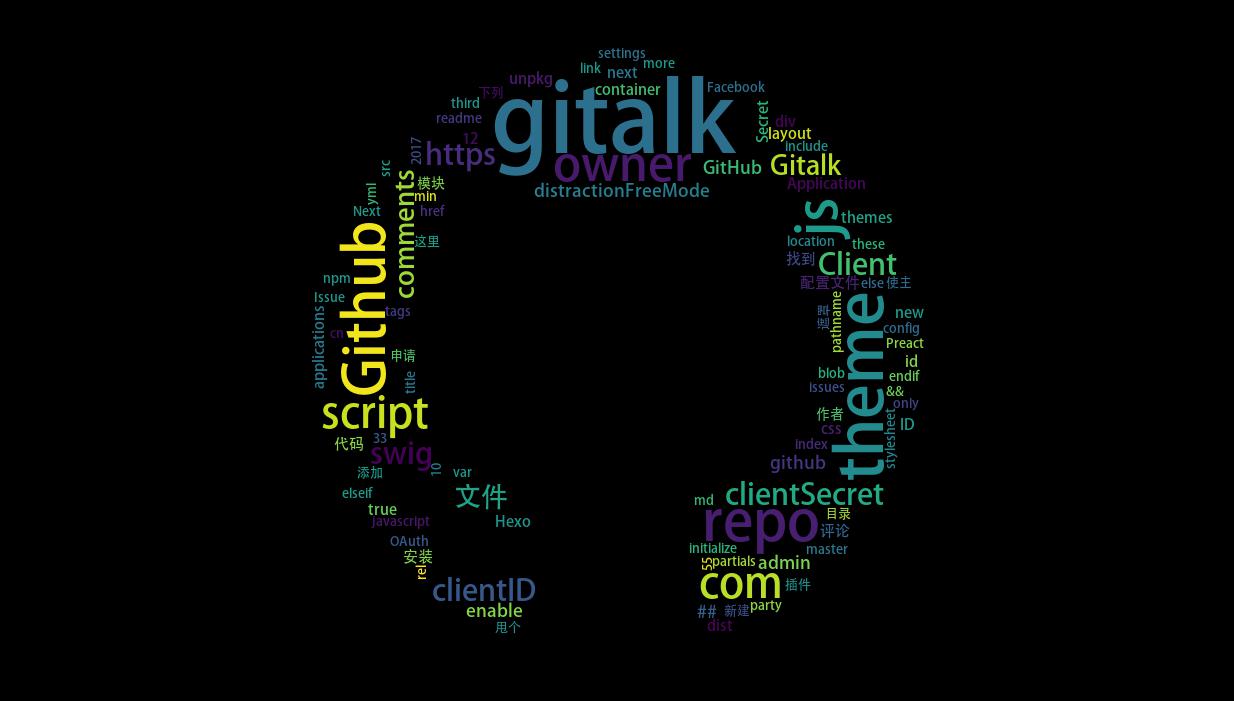 settings
link
next
more
unpkg
container
Facebook
下列
third
readme
gitalk
Secret
div
layout
12
2017
https
owner
GitHub
Gitalk
include
src
模块
distractionFreeMode
Application
yml
min
comments
Next
href
js
themes
这里
location
these
找到
Client
Github
npm
配置文件
else
使主
Issue
tags
pathname
new
applications
cn
config
Preact
theme
申请
id
title
blob
endif
issues
&&
only
script
作者
css
stylesheet
ID
代码
33
swig
index
github
添加
10
var
elseif
文件
md
clientSecret
true
javascript
Hexo
repo
目录
评论
OAuth
initialize
master
安装
rel
55
partials
admin
clientID
com
插件
enable
##
新建
party
甩个
dist